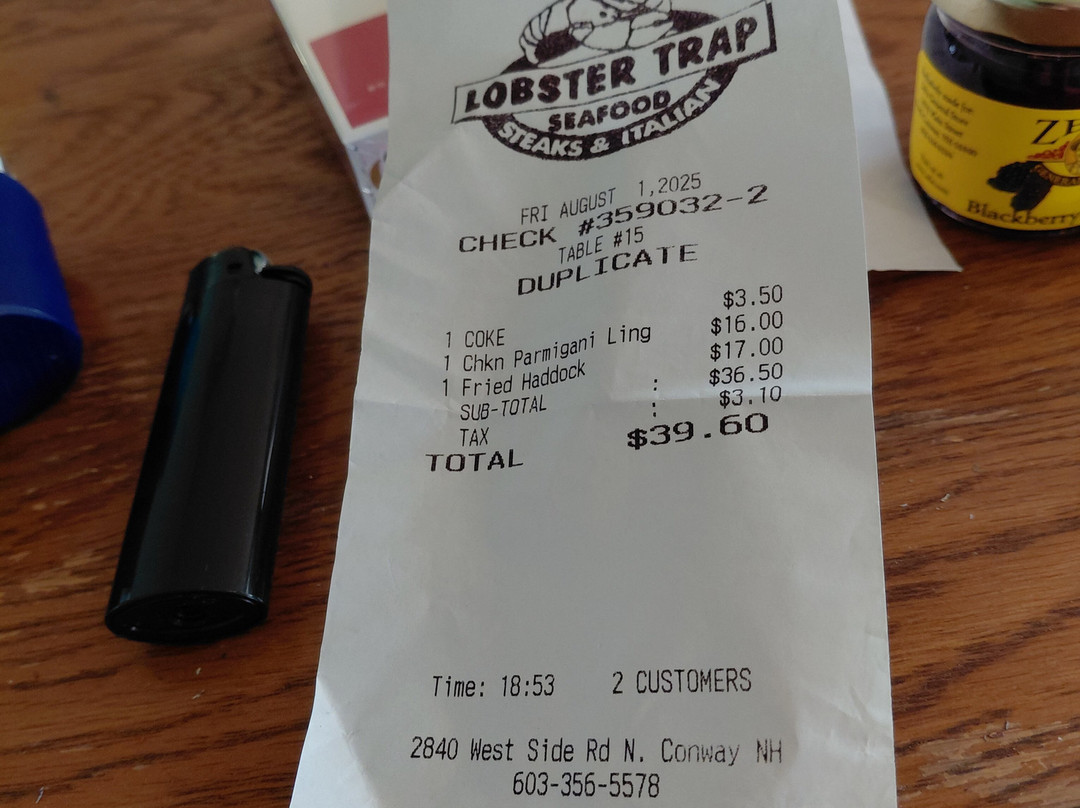 LOBSTER TRAP
SEAFOOD
STEAKS & ITALIAN
FRI AUGUST 1,2025
CHECK #359032-2
TABLE #15
DUPLICATE
1 COKE $3.50
1 Chkn Parmigani Ling $16.00
1 Fried Haddock $17.00
SUB-TOTAL : $36.50
TAX : $3.10
TOTAL $39.60
Time: 18:53 2 CUSTOMERS
2840 West Side Rd N. Conway NH
603-356-5578
Blackberry